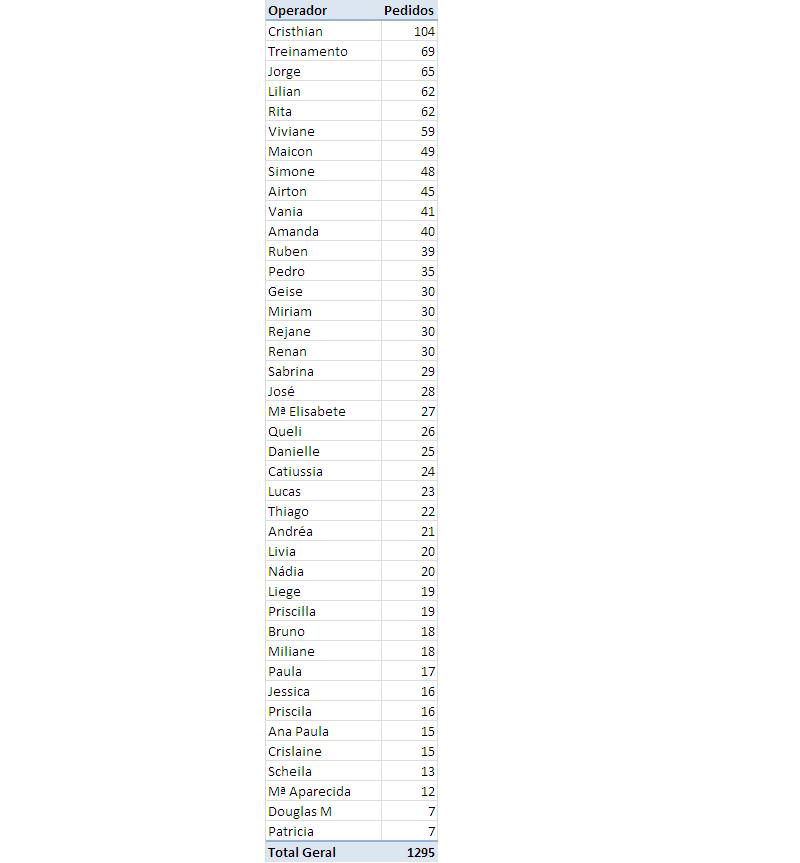 Operador Pedidos
Cristhian 104
Treinamento 69
Jorge 65
Lilian 62
Rita 62
Viviane 59
Maicon 49
Simone 48
Airton 45
Vania 41
Amanda 40
Ruben 39
Pedro 35
Geise 30
Miriam 30
Rejane 30
Renan 30
Sabrina 29
José 28
Mª Elisabete 27
Queli 26
Danielle 25
Catiussia 24
Lucas 23
Thiago 22
Andréa 21
Livia 20
Nádia 20
Liege 19
Priscilla 19
Bruno 18
Miliane 18
Paula 17
Jessica 16
Priscila 16
Ana Paula 15
Crislaine 15
Scheila 13
Mª Aparecida 12
Douglas M 7
Patricia 7
Total Geral 1295